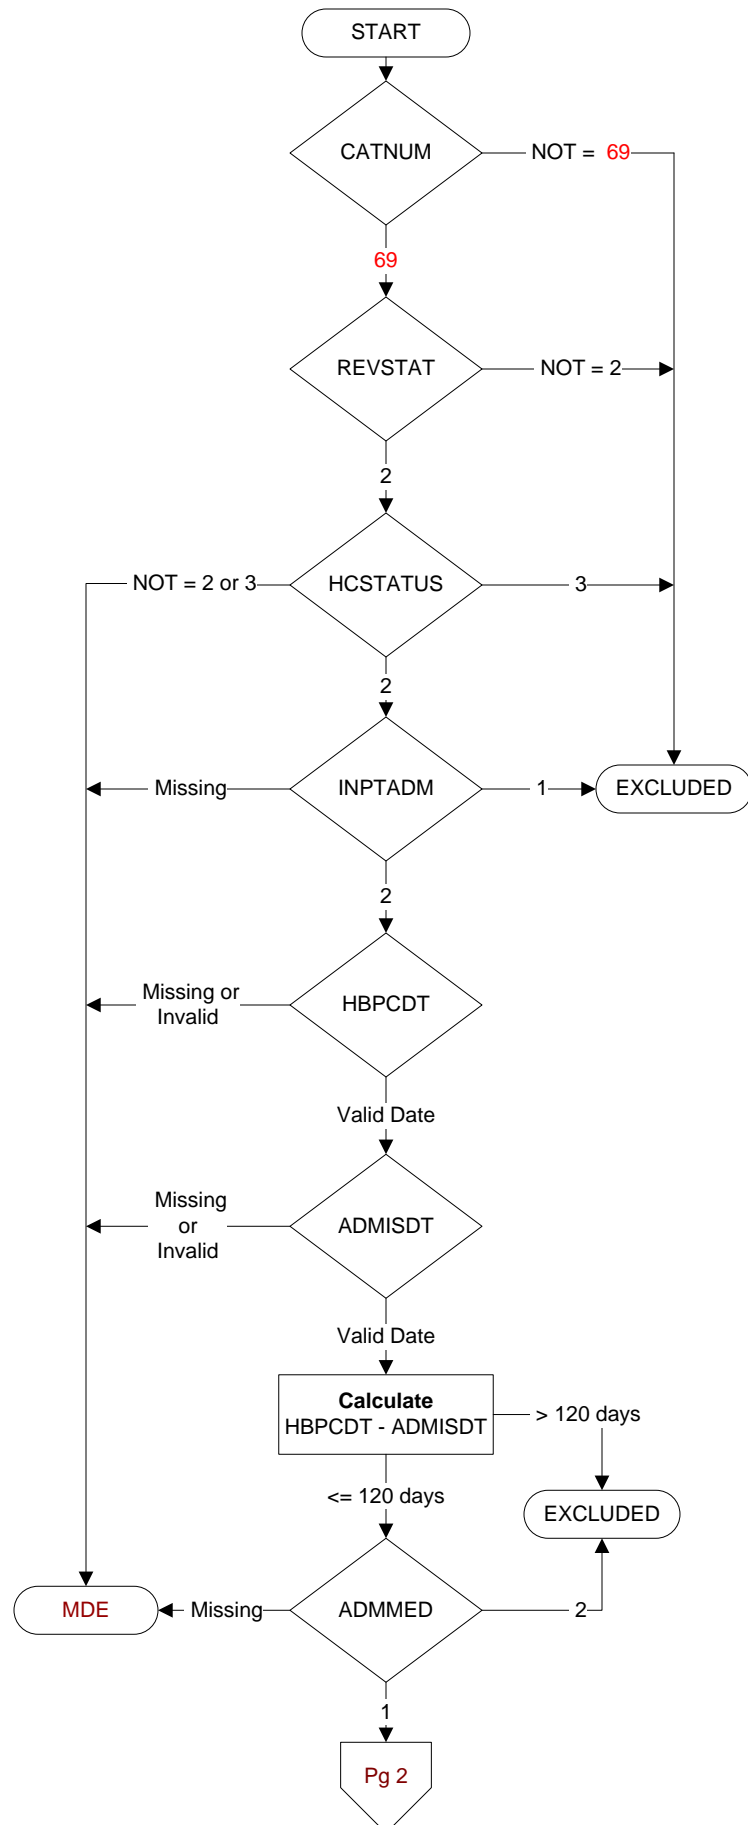 START
CATNUM
NOT = 69
69
REVSTAT
NOT = 2
2
NOT = 2 or 3
HCSTATUS
3
2
Missing
INPTADM
1
EXCLUDED
2
Missing or
Invalid
HBPCDT
Valid Date
Missing
or
Invalid
ADMISDT
Valid Date
Calculate
HBPCDT - ADMISDT
> 120 days
<= 120 days
EXCLUDED
MDE
Missing
ADMMED
2
1
Pg 2